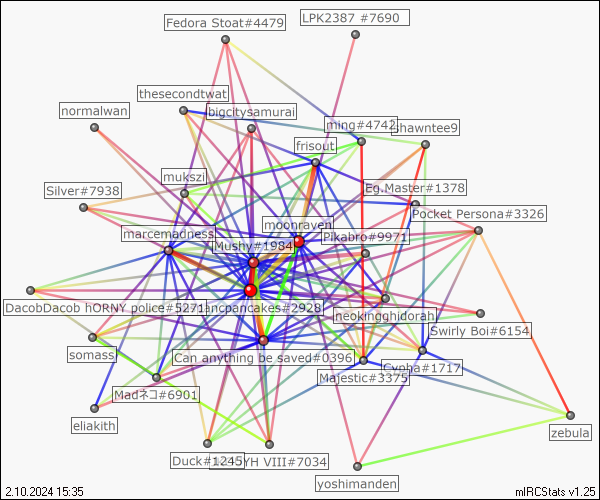 Fedora Stoat#4479
LPK2387 #7690
thesecondtwat
normalwan
bigcitysamurai
ming#4742
shawntee9
frisout
mukszi
Silver#7938
Eg.Master#1378
Pocket Persona#3326
moonraven
macemadness
Mushy#1984
Pikabro#9971
DacobDacob hORNY police#5271
ancpancakes#2928
neokingghidorah
Swirly Boi#6154
somass
Can anything be saved#0396
Cynha#1717
Majestic#3375
Madネコ#6901
eliakith
zebula
Duck#1245
YH VIII#7034
yoshimanden
2.10.2024 15:35
mIRCStats v1.25